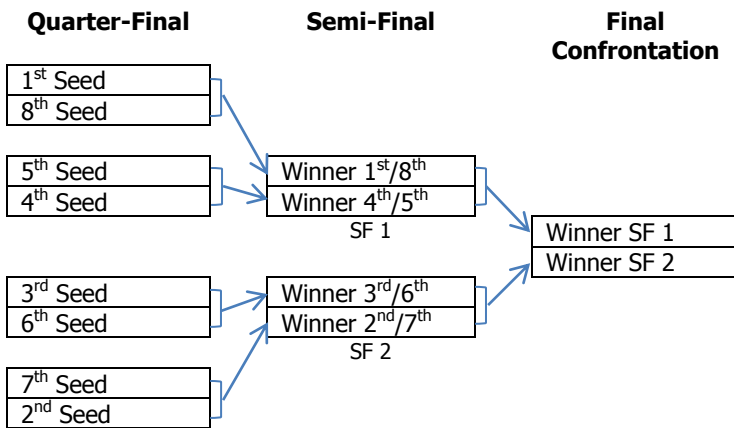 Quarter-Final
Semi-Final
Final
Confrontation
1st Seed
8th Seed
5th Seed
4th Seed
3rd Seed
6th Seed
7th Seed
2nd Seed
Winner 1st/8th
Winner 4th/5th
SF 1
Winner 3rd/6th
Winner 2nd/7th
SF 2
Winner SF 1
Winner SF 2